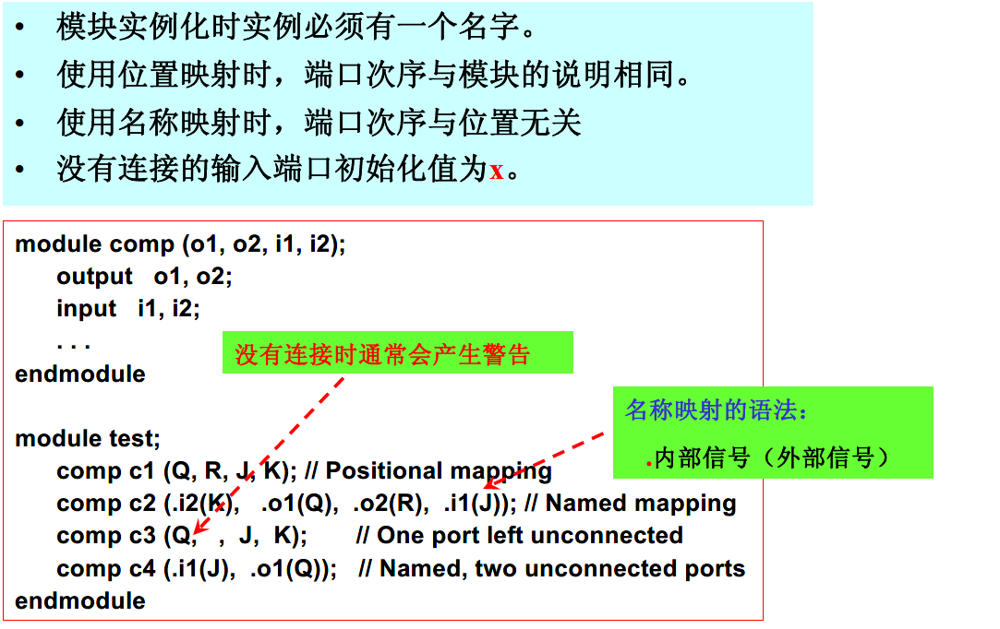 • 模块实例化时实例必须有一个名字。
• 使用位置映射时，端口次序与模块的说明相同。
• 使用名称映射时，端口次序与位置无关
• 没有连接的输入端口初始化值为x。
module comp (o1, o2, i1, i2);
output o1, o2;
input i1, i2;
. . .
endmodule
没有连接时通常会产生警告
名称映射的语法：
.内部信号（外部信号）
module test;
comp c1 (Q, R, J, K); // Positional mapping
comp c2 (.i2(K), .o1(Q), .o2(R), .i1(J)); // Named mapping
comp c3 (Q, , J, K); // One port left unconnected
comp c4 (.i1(J), .o1(Q)); // Named, two unconnected ports
endmodule